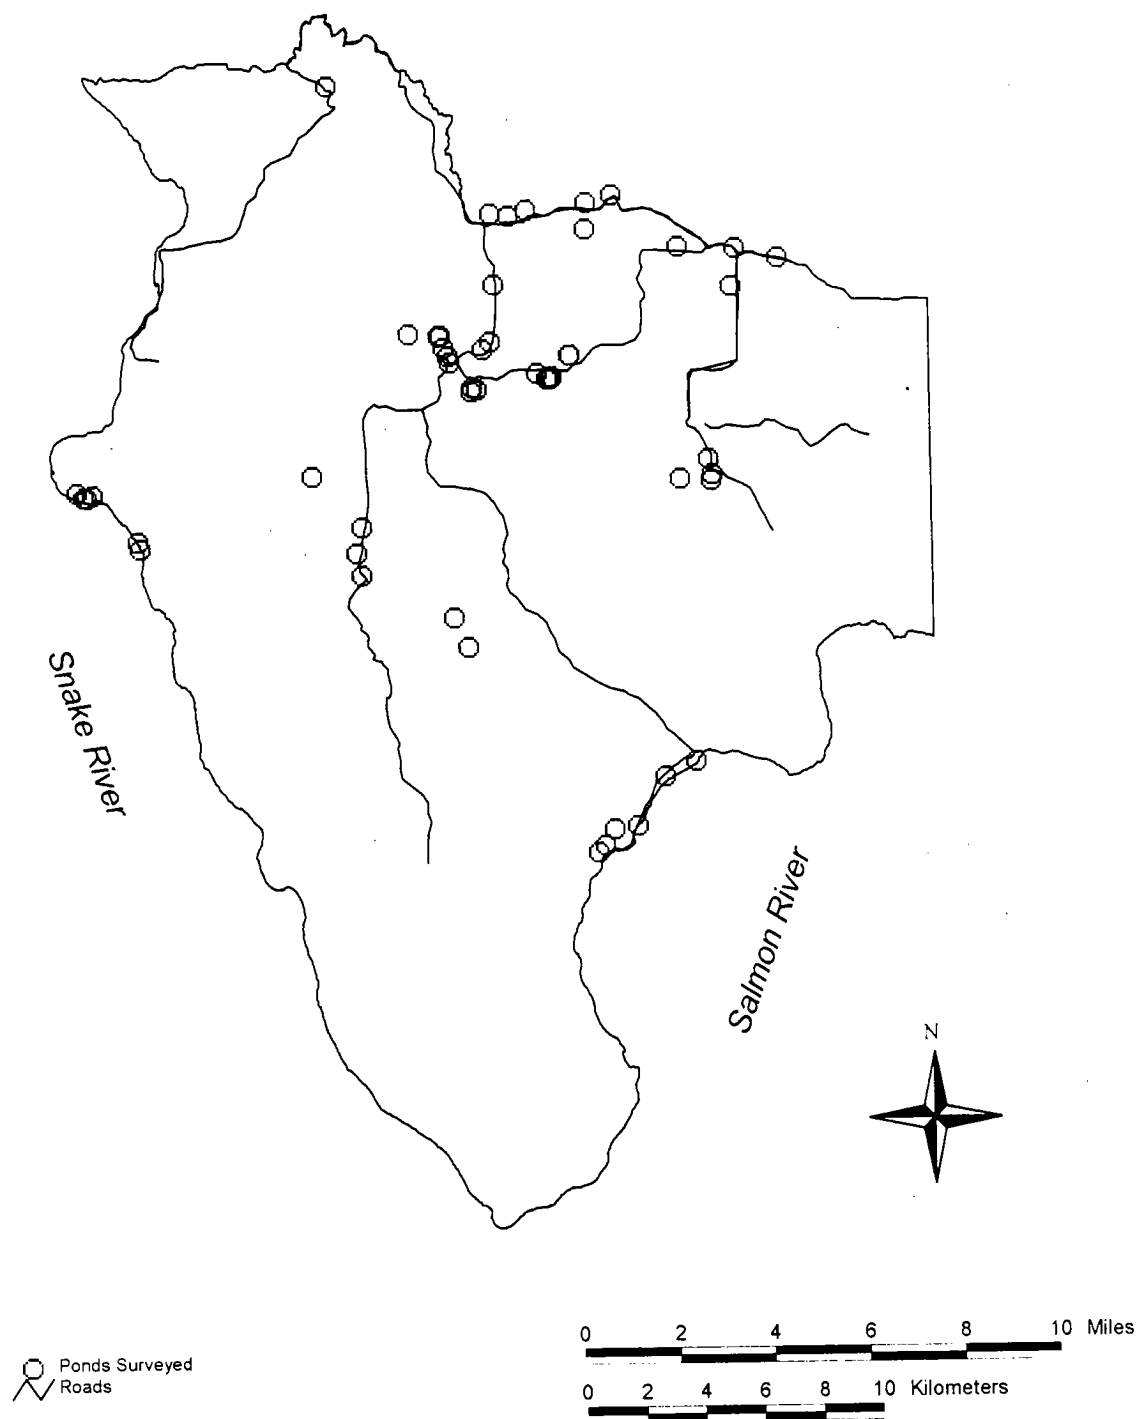 Snake River
Salmon River
N
0 2 4 6 8 10 Miles
Ponds Surveyed
Roads
0 2 4 6 8 10 Kilometers